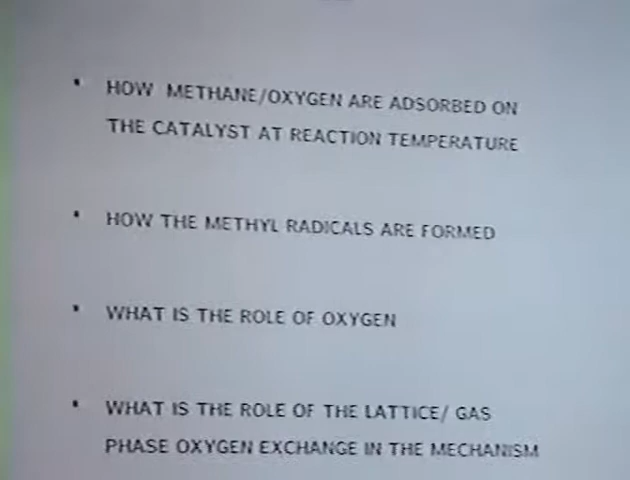 • HOW METHANE/OXYGEN ARE ADSORBED ON
THE CATALYST AT REACTION TEMPERATURE
• HOW THE METHYL RADICALS ARE FORMED
• WHAT IS THE ROLE OF OXYGEN
• WHAT IS THE ROLE OF THE LATTICE/ GAS
PHASE OXYGEN EXCHANGE IN THE MECHANISM